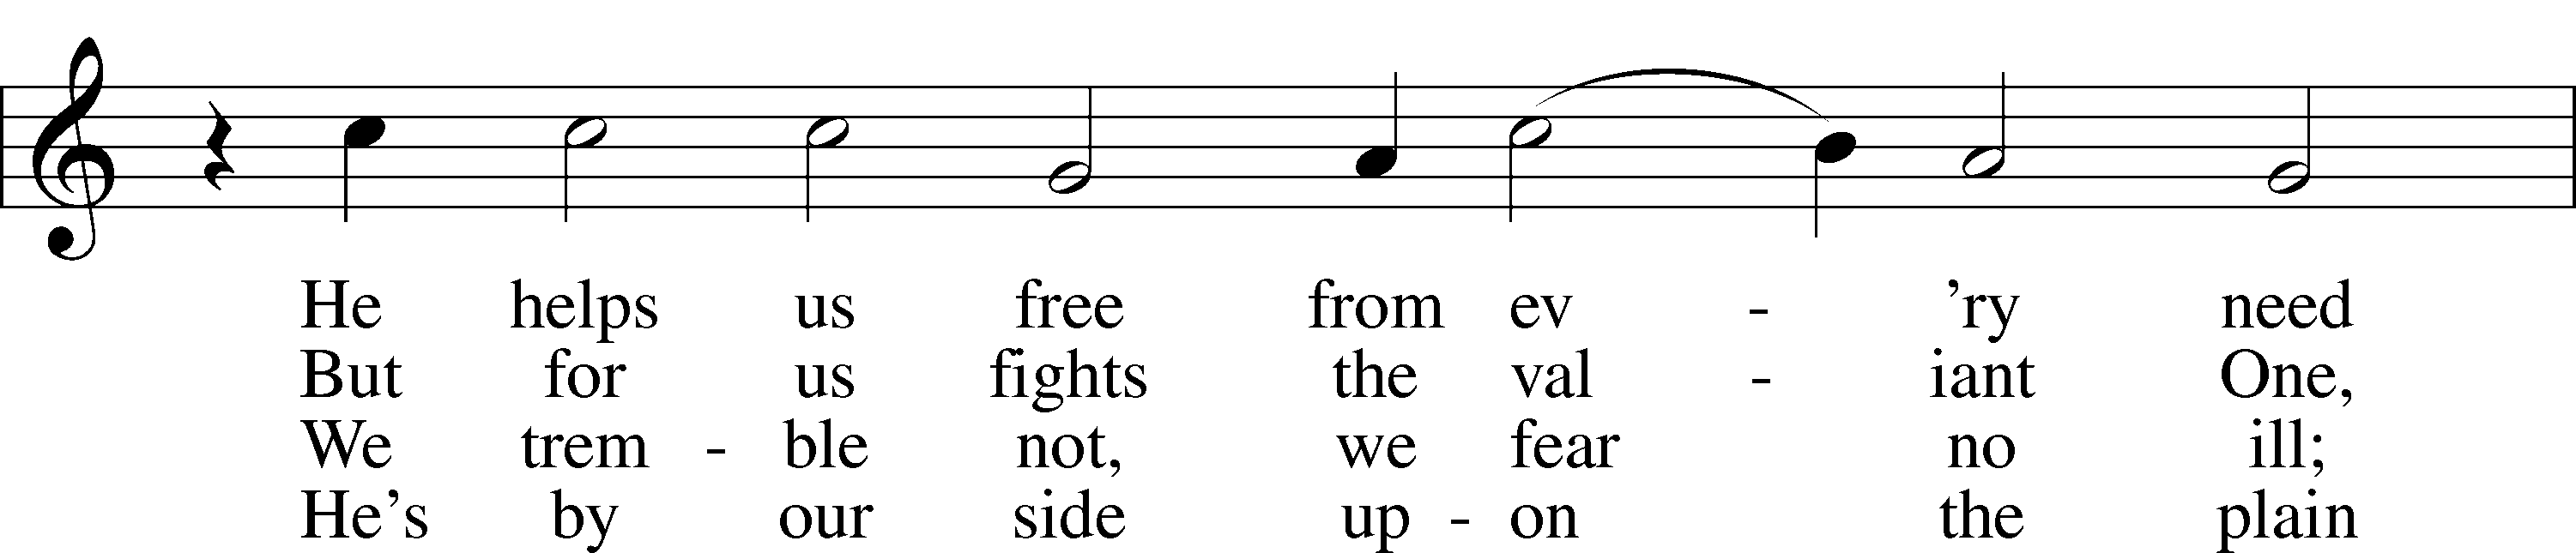 He helps us free from ev - ’ry need
But for us fights the val - iant One,
We trem - ble not, we fear no ill;
He’s by our side up - on the plain